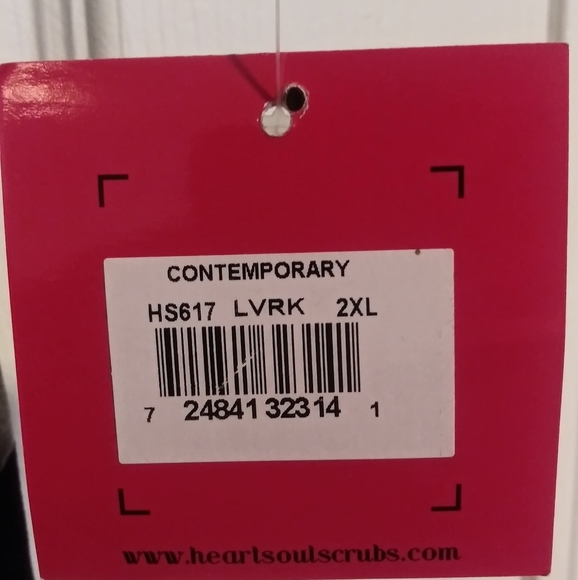 CONTEMPORARY
HS617 LVRK 2XL
7 24841 32314 1
www.heartsoulscrubs.com